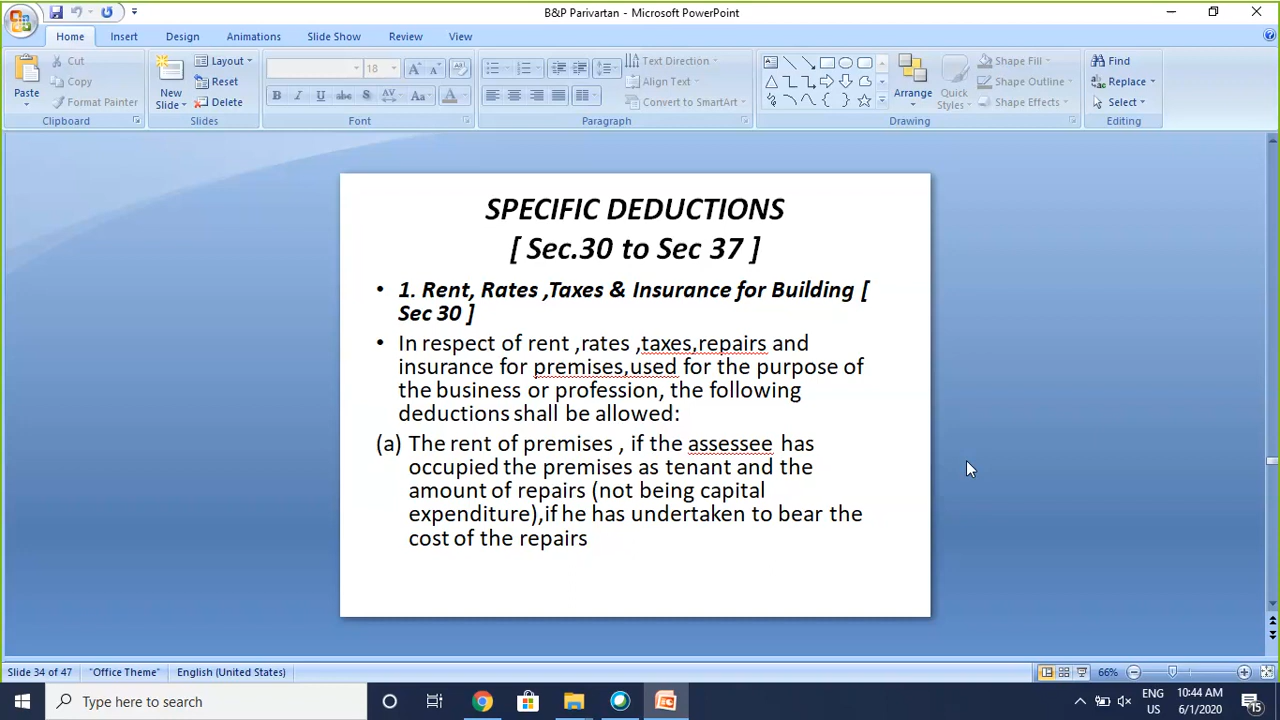 B&P Parivartan - Microsoft PowerPoint
Home Insert Design Animations Slide Show Review View
Paste
Cut
Copy
Format Painter
Clipboard
New Slide
Layout
Reset
Delete
Slides
18
B I U abc S AV Aa A
Font
Text Direction
Align Text
Convert to SmartArt
Paragraph
Arrange
Quick Styles
Shape Fill
Shape Outline
Shape Effects
Drawing
Find
Replace
Select
Editing
SPECIFIC DEDUCTIONS
[ Sec.30 to Sec 37 ]
• 1. Rent, Rates ,Taxes & Insurance for Building [
Sec 30 ]
• In respect of rent ,rates ,taxes,repairs and
insurance for premises,used for the purpose of
the business or profession, the following
deductions shall be allowed:
(a) The rent of premises , if the assessee has
occupied the premises as tenant and the
amount of repairs (not being capital
expenditure),if he has undertaken to bear the
cost of the repairs
Slide 34 of 47 "Office Theme" English (United States) 66%
Type here to search
ENG
US
10:44 AM
6/1/2020
15